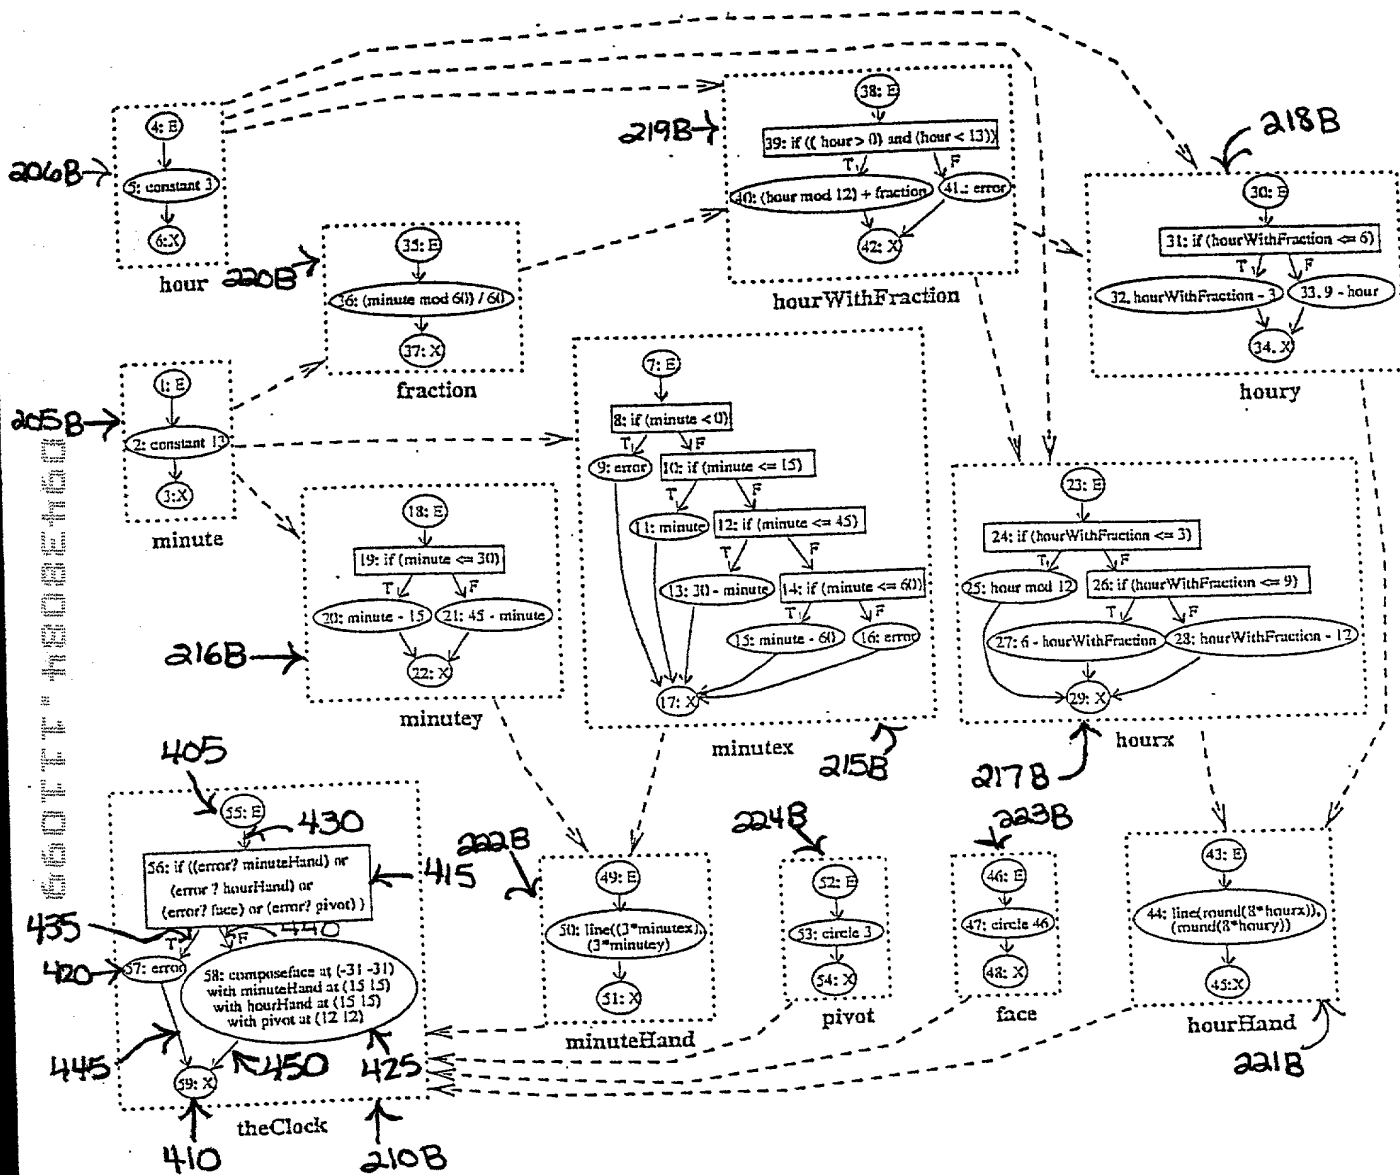 206B
4: E
5: constant 3
6:X
hour
220B
35: E
36: (minute mod 60)) / 60
37: X
fraction
219B
38: E
39: if (( hour > 0) and (hour < 13))
T
F
40: (hour mod 12) + fraction
41.: error
42: X
hourWithFraction
218B
30: E
31: if (hourWithFraction <= 6)
T
F
32. hourWithFraction - 3
33. 9 - hour
34. X
houry
205B
1: E
2: constant 13
3:X
minute
7: E
8: if (minute < 0)
T
F
9: error
10: if (minute <= 15)
T
F
11: minute
12: if (minute <= 45)
T
F
13: 30 - minute
14: if (minute <= 60)
T
F
15: minute - 60
16: error
17: X
minutex
215B
18: E
19: if (minute <= 30)
T
F
20: minute - 15
21: 45 - minute
22: X
minutey
216B
23: E
24: if (hourWithFraction <= 3)
T
F
25: hour mod 12
26: if (hourWithFraction <= 9)
T
F
27: 6 - hourWithFraction
28: hourWithFraction - 12
29: X
hourx
217B
405
55: E
430
56: if ((error? minuteHand) or
(error ? hourHand) or
(error? face) or (error? pivot) )
415
435
T
F
440
420
57: error
58: composeface at (-31 -31)
with minuteHand at (15 15)
with hourHand at (15 15)
with pivot at (12 12)
445
450
425
59: X
theClock
410
210B
222B
49: E
50: line((3*minutex),
(3*minutey)
51: X
minuteHand
224B
52: E
53: circle 3
54: X
pivot
223B
46: E
47: circle 46
48: X
face
43: E
44: line(round(8*hourx)),
(round(8*houry))
45:X
hourHand
221B